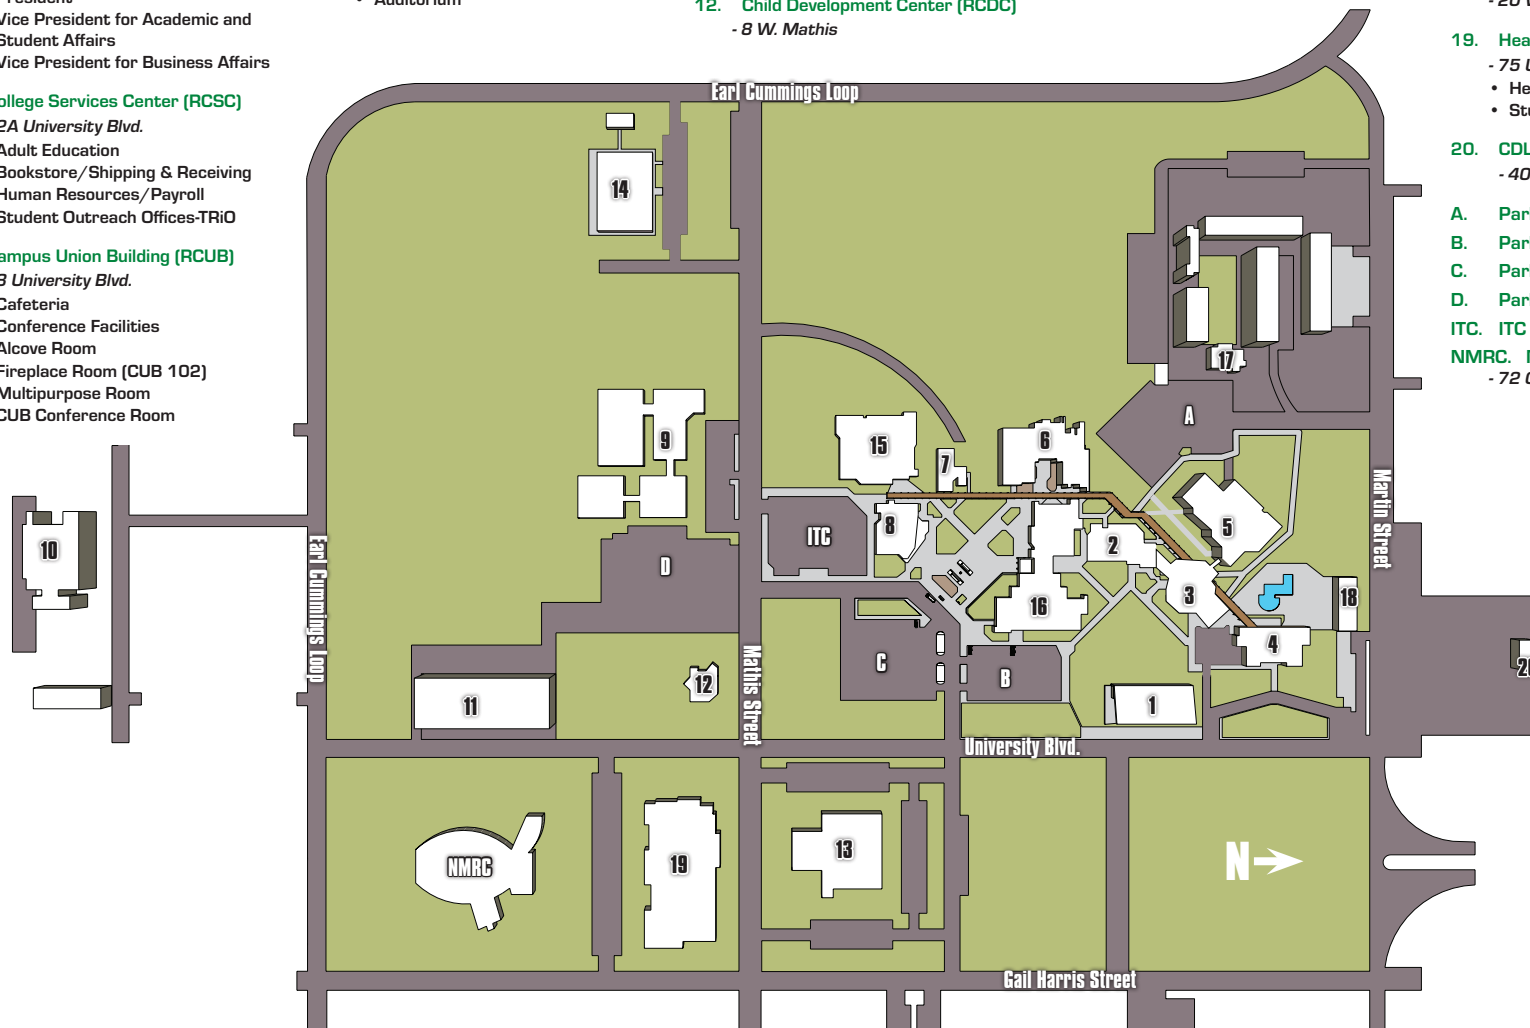 Vice President for Academic and
Student Affairs
Vice President for Business Affairs
ollege Services Center (RCSC)
2A University Blvd.
Adult Education
Bookstore/Shipping & Receiving
Human Resources/Payroll
Student Outreach Offices-TRiO
ampus Union Building (RCUB)
University Blvd.
Cafeteria
Conference Facilities
Alcove Room
Fireplace Room (CUB 102)
Multipurpose Room
CUB Conference Room
• Auditorium
12. Child Development Center (RCDC)
- 8 W. Mathis
19. Hea
- 75 U
• He
• Stu
20. CDL
- 40
A. Par
B. Par
C. Par
D. Par
ITC. ITC
NMRC.
- 72
Earl Cummings Loop
14
17
A
9
15
7
6
Martin Street
10
ITC
8
2
5
D
Earl Cummings Loop
16
3
18
C
B
4
12
11
Mathis Street
1
20
University Blvd.
NMRC
19
13
N
Gail Harris Street